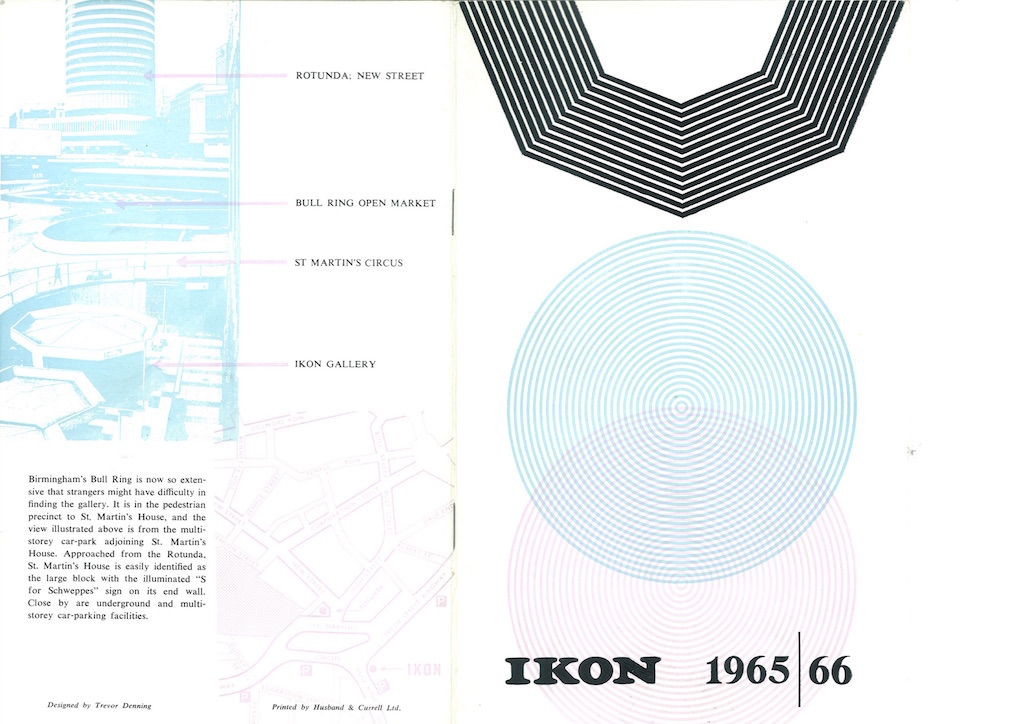 ROTUNDA; NEW STREET
BULL RING OPEN MARKET
ST MARTIN'S CIRCUS
IKON GALLERY
Birmingham's Bull Ring is now so exten-
sive that strangers might have difficulty in
finding the gallery. It is in the pedestrian
precinct to St. Martin's House, and the
view illustrated above is from the multi-
storey car-park adjoining St. Martin's
House. Approached from the Rotunda,
St. Martin's House is easily identified as
the large block with the illuminated "S
for Schweppes" sign on its end wall.
Close by are underground and multi-
storey car-parking facilities.
P
P
P
P
IKON
Designed by Trevor Denning
Printed by Husband & Currell Ltd.
IKON 1965 66